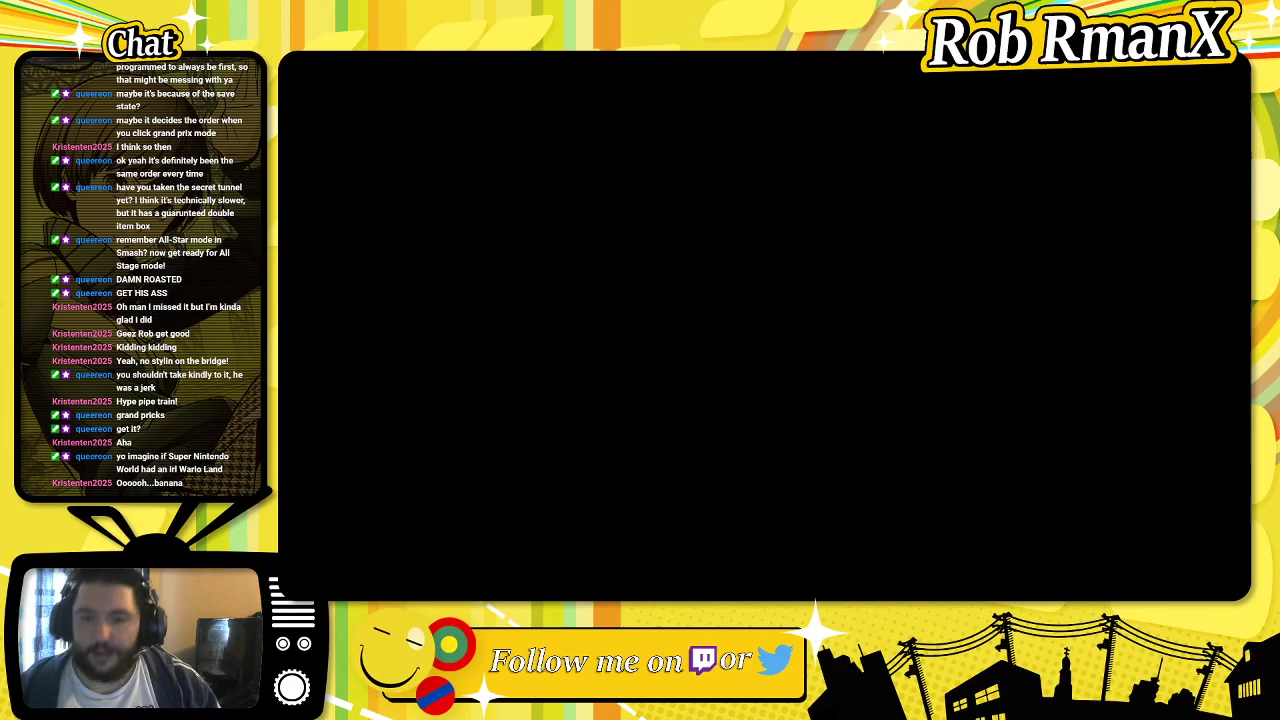 Chat
Rob RmanX
programmed to always be first, so
that might be messing with ya
queereon maybe it's because of the save
state?
queereon maybe it decides the order when
you click grand prix mode
Kristenten2025 I think so then
queereon ok yeah it's definitely been the
same order every time
queereon have you taken the secret tunnel
yet? I think it's technically slower,
but it has a guarunteed double
item box
queereon remember All-Star mode in
Smash? now get ready for All
Stage mode!
queereon DAMN ROASTED
queereon GET HIS ASS
Kristenten2025 Oh man I missed it but I'm kinda
glad I did
Kristenten2025 Geez Rob get good
Kristenten2025 Kidding kidding
Kristenten2025 Yeah, no stylin on the bridge!
queereon you shouldn't take kindly to it, he
was a jerk
Kristenten2025 Hype pipe train!
queereon grand pricks
queereon get it?
Kristenten2025 Aha
queereon yo imagine if Super Nintendo
World had an irl Wario Land
Kristenten2025 Oooooh...banana
Follow me on or